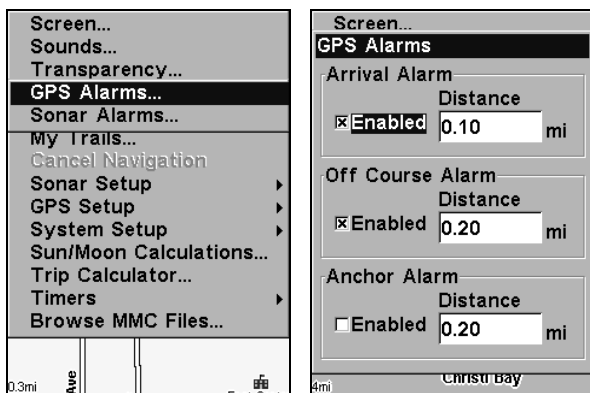 Screen...
Sounds...
Transparency...
GPS Alarms...
Sonar Alarms...
My Trails...
Cancel Navigation
Sonar Setup
GPS Setup
System Setup
Sun/Moon Calculations...
Trip Calculator...
Timers
Browse MMC Files...
0.3mi
Ave
Screen...
GPS Alarms
Arrival Alarm
Distance
Enabled 0.10 mi
Off Course Alarm
Distance
Enabled 0.20 mi
Anchor Alarm
Distance
Enabled 0.20 mi
4mi
Christi Bay